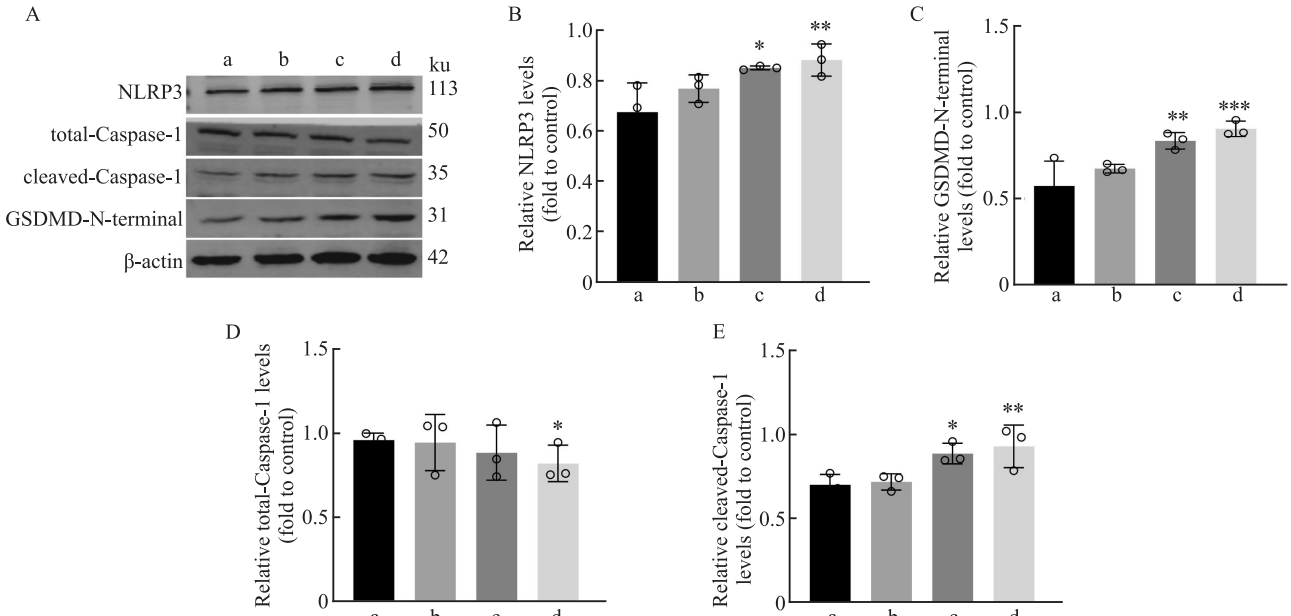 A
a b c d ku
NLRP3 113
total-Caspase-1 50
cleaved-Caspase-1 35
GSDMD-N-terminal 31
β-actin 42
B
Relative NLRP3 levels
(fold to control)
1.0
0.8
0.6
0.4
0.2
0
* **
a b c d
C
Relative GSDMD-N-terminal
levels (fold to control)
1.5
1.0
0.5
0
** ***
a b c d
D
Relative total-Caspase-1 levels
(fold to control)
1.5
1.0
0.5
0
*
a b c d
E
Relative cleaved-Caspase-1
levels (fold to control)
1.5
1.0
0.5
0
* **
a b c d